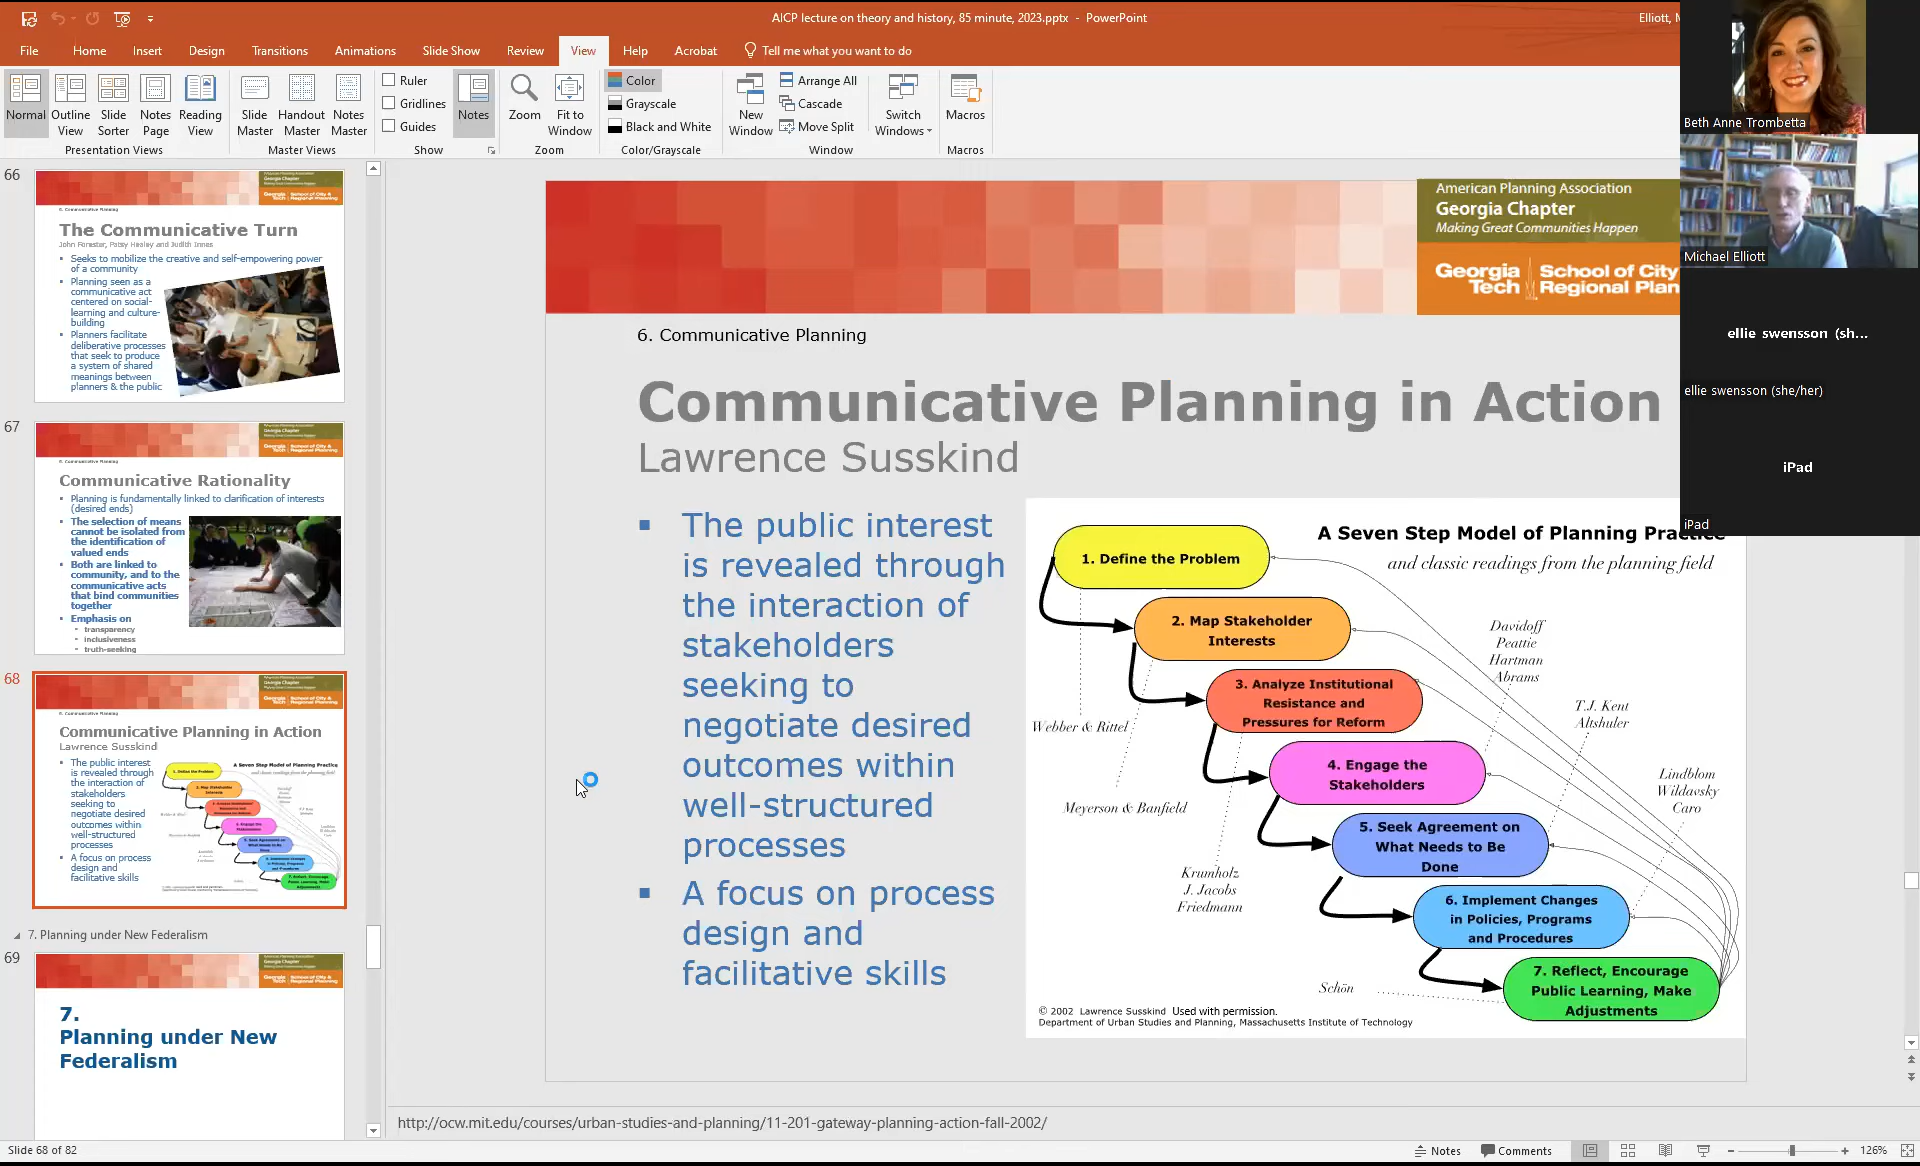 AICP lecture on theory and history, 85 minute, 2023.pptx - PowerPoint
Elliott, M
File Home Insert Design Transitions Animations Slide Show Review View Help Acrobat Tell me what you want to do
Normal
Outline View
Slide Sorter
Notes Page
Reading View
Presentation Views
Slide Master
Handout Master
Notes Master
Master Views
Ruler
Gridlines
Guides
Show
Notes
Zoom
Fit to Window
Zoom
Color
Grayscale
Black and White
Color/Grayscale
New Window
Arrange All
Cascade
Move Split
Switch Windows
Window
Macros
Macros
Beth Anne Trombetta
Michael Elliott
ellie swensson (sh...
ellie swensson (she/her)
iPad
iPad
66
Georgia Chapter
6. Communicative Planning
The Communicative Turn
John Forester, Patsy Healey and Judith Innes
Seeks to mobilize the creative and self-empowering power
of a community
Planning seen as a
communicative act
centered on social-
learning and culture-
building
Planners facilitate
deliberative processes
that seek to produce
a system of shared
meanings between
planners & the public
67
Georgia Chapter
6. Communicative Planning
Communicative Rationality
Planning is fundamentally linked to clarification of interests
(desired ends)
The selection of means
cannot be isolated from
the identification of
valued ends
Both are linked to
community, and to the
communicative acts
that bind communities
together
Emphasis on
transparency
inclusiveness
truth-seeking
68
Georgia Chapter
6. Communicative Planning
Communicative Planning in Action
Lawrence Susskind
The public interest
is revealed through
the interaction of
stakeholders
seeking to
negotiate desired
outcomes within
well-structured
processes
A focus on process
design and
facilitative skills
7. Planning under New Federalism
69
Georgia Chapter
7.
Planning under New
Federalism
American Planning Association
Georgia Chapter
Making Great Communities Happen
Georgia Tech
School of City
Regional Plan
6. Communicative Planning
Communicative Planning in Action
Lawrence Susskind
The public interest
is revealed through
the interaction of
stakeholders
seeking to
negotiate desired
outcomes within
well-structured
processes
A focus on process
design and
facilitative skills
A Seven Step Model of Planning Practice
and classic readings from the planning field
1. Define the Problem
2. Map Stakeholder
Interests
3. Analyze Institutional
Resistance and
Pressures for Reform
4. Engage the
Stakeholders
5. Seek Agreement on
What Needs to Be
Done
6. Implement Changes
in Policies, Programs
and Procedures
7. Reflect, Encourage
Public Learning, Make
Adjustments
Davidoff
Peattie
Hartman
Abrams
T.J. Kent
Altshuler
Lindblom
Wildavsky
Caro
Webber & Rittel
Meyerson & Banfield
Krumholz
J. Jacobs
Friedmann
Schön
© 2002 Lawrence Susskind Used with permission.
Department of Urban Studies and Planning, Massachusetts Institute of Technology
http://ocw.mit.edu/courses/urban-studies-and-planning/11-201-gateway-planning-action-fall-2002/
Slide 68 of 82
Notes
Comments
126%